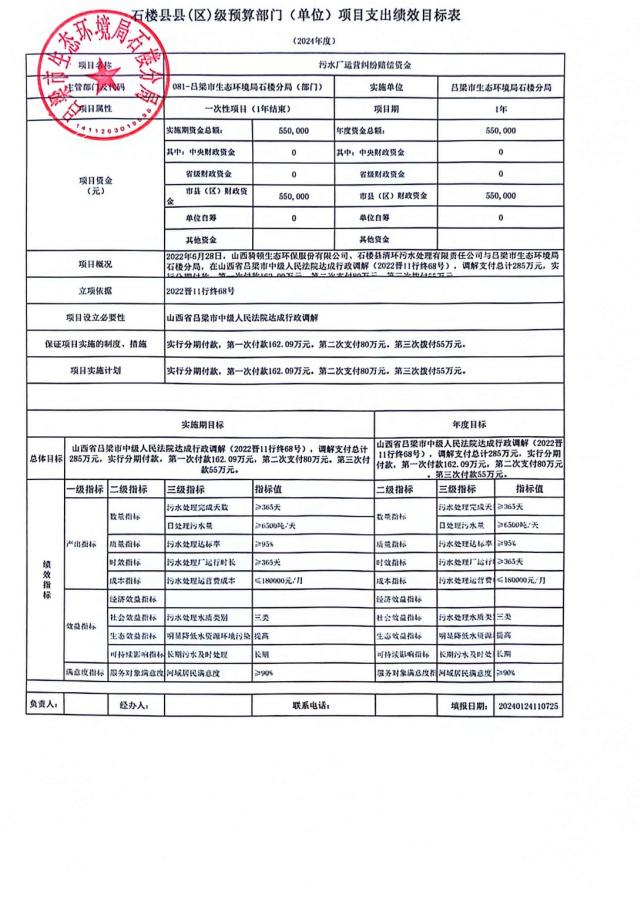 石楼县县(区)级预算部门（单位）项目支出绩效目标表
（2024年度）
项目名称 污水厂运营纠纷赔偿资金
主管部门及代码 081-吕梁市生态环境局石楼分局（部门） 实施单位 吕梁市生态环境局石楼分局
项目属性 一次性项目（1年结束） 项目期 1年
项目资金（元） 实施期资金总额： 550,000 年度资金总额： 550,000
其中：中央财政资金 0 其中：中央财政资金 0
省级财政资金 0 省级财政资金 0
市县（区）财政资金 550,000 市县（区）财政资金 550,000
单位自筹 0 单位自筹 0
其他资金 其他资金
项目概况 2022年6月28日，山西骑顿生态环保股份有限公司、石楼县清环污水处理有限责任公司与吕梁市生态环境局
石楼分局，在山西省吕梁市中级人民法院达成行政调解（2022晋11行终68号），调解支付总计285万元，实
行分期付款，第一次付款162.09万元，第二次支付80万元，第三次拨付55万元。
立项依据 2022晋11行终68号
项目设立必要性 山西省吕梁市中级人民法院达成行政调解
保证项目实施的制度、措施 实行分期付款，第一次付款162.09万元，第二次支付80万元，第三次拨付55万元。
项目实施计划 实行分期付款，第一次付款162.09万元，第二次支付80万元，第三次拨付55万元。
实施期目标 年度目标
总体目标 山西省吕梁市中级人民法院达成行政调解（2022晋11行终68号），调解支付总计
285万元，实行分期付款，第一次付款162.09万元，第二次支付80万元。第三次付
款55万元。
山西省吕梁市中级人民法院达成行政调解（2022晋
11行终68号），调解支付总计285万元，实行分期付
款，第一次付款162.09万元，第二次支付80万元
，第三次拨付55万元。
绩效指标
一级指标 二级指标 三级指标 指标值 二级指标 三级指标 指标值
产出指标 数量指标 污水处理完成天数 ≥365天 数量指标 污水处理完成天 ≥365天
日处理污水量 ≥6500吨/天 日处理污水量 ≥6500吨/天
质量指标 污水处理达标率 ≥95% 质量指标 污水处理达标率 ≥95%
时效指标 污水处理厂运行时长 ≥365天 时效指标 污水处理厂运行 ≥365天
成本指标 污水处理运营费成本 ≤180000元/月 成本指标 污水处理运营费 ≤180000元/月
效益指标 经济效益指标 经济效益指标
社会效益指标 污水处理水质类别 三类 社会效益指标 污水处理水质类 三类
生态效益指标 明显降低水资源环境污染 提高 生态效益指标 明显降低水资源 提高
可持续影响指标 长期污水及时处理 长期 可持续影响指标 长期污水及时处 长期
满意度指标 服务对象满意度 河域居民满意度 ≥90% 服务对象满意度指 河域居民满意度 ≥90%
负责人： 经办人： 联系电话： 填报日期： 20240124110725
吕梁市生态环境局石楼分局